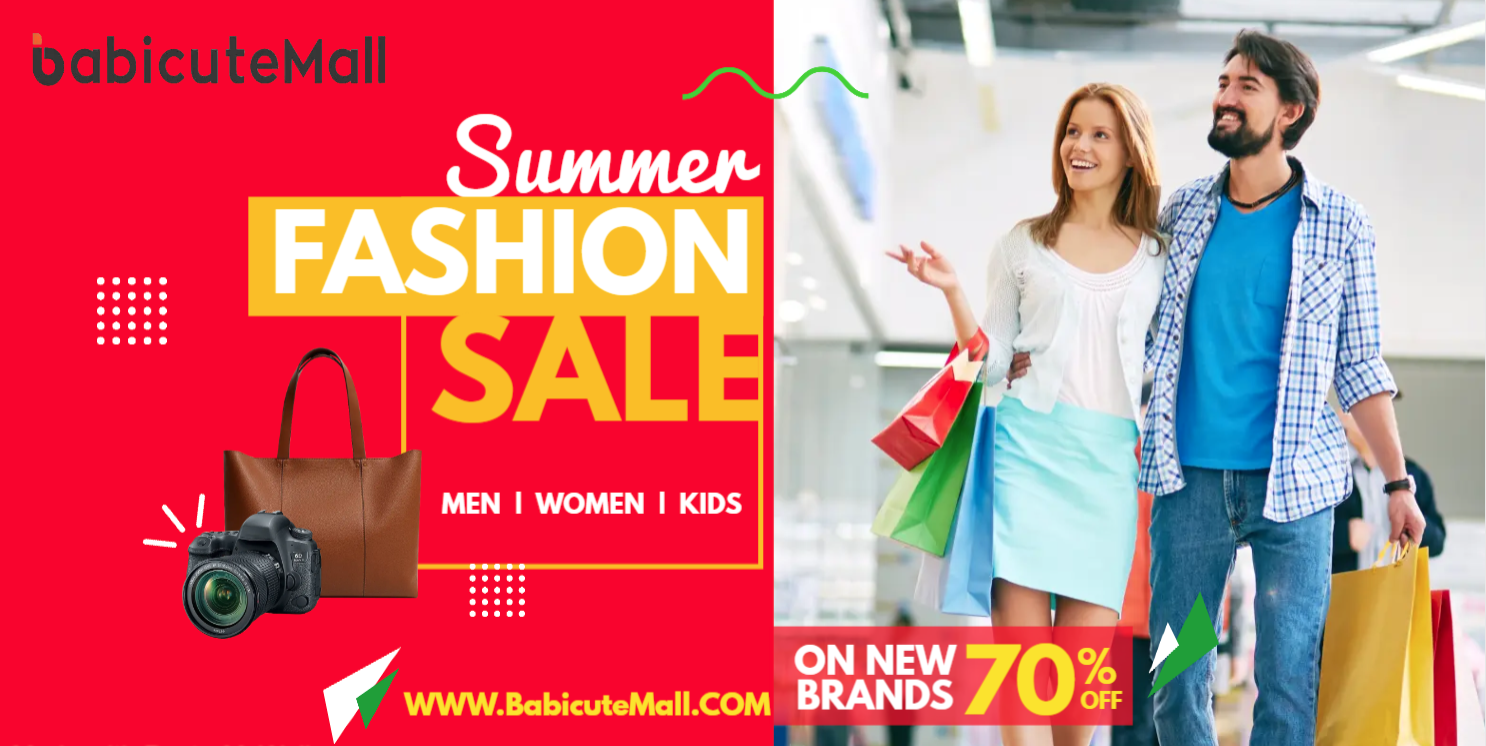 babicuteMall
Summer
FASHION
SALE
MEN | WOMEN | KIDS
WWW.BabicuteMall.COM
ON NEW
BRANDS
70%
OFF